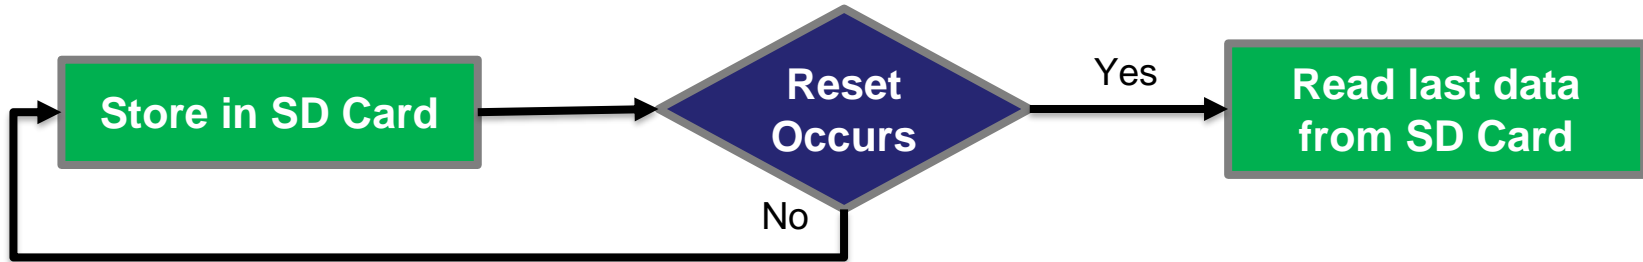 Store in SD Card
Reset
Occurs
Yes
Read last data
from SD Card
No